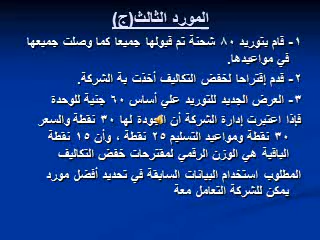 المورد الثالث(ج)
١- قام بتوريد ٨٠ شحنة تم قبولها جميعا كما وصلت جميعها
في مواعيدها.
٢- قدم إقتراحا لخفض التكاليف أخذت بة الشركة.
٣- العرض الجديد للتوريد علي أساس ٦٠ جنية للوحدة
فإذا اعتبرت إدارة الشركة أن الجودة لها ٣٠ نقطة والسعر
٣٠ نقطة ومواعيد التسليم ٢٥ نقطة ، وأن ١٥ نقطة
الباقية هي الوزن الرقمي لمقترحات خفض التكاليف
المطلوب استخدام البيانات السابقة في تحديد أفضل مورد
يمكن للشركة التعامل معة